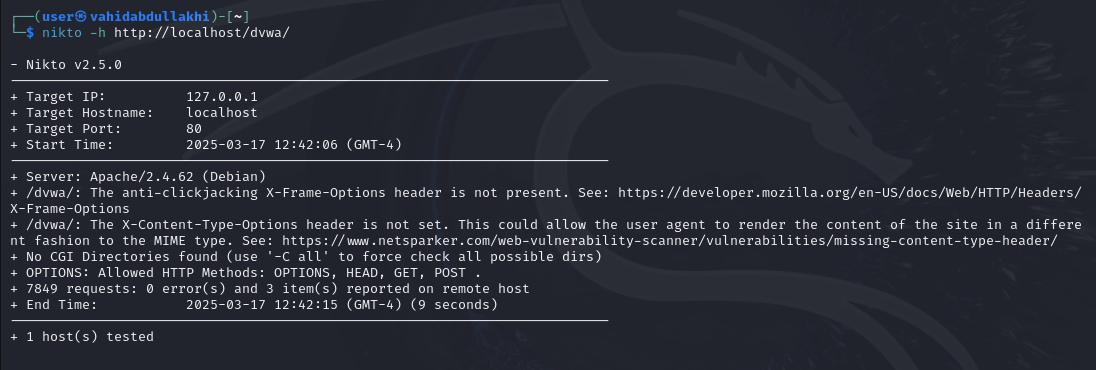 ┌──(user㉿vahidabdullakhi)-[~]
└─$ nikto -h http://localhost/dvwa/
- Nikto v2.5.0
---------------------------------------------------------------------------
+ Target IP:          127.0.0.1
+ Target Hostname:    localhost
+ Target Port:        80
+ Start Time:         2025-03-17 12:42:06 (GMT-4)
---------------------------------------------------------------------------
+ Server: Apache/2.4.62 (Debian)
+ /dvwa/: The anti-clickjacking X-Frame-Options header is not present. See: https://developer.mozilla.org/en-US/docs/Web/HTTP/Headers/
X-Frame-Options
+ /dvwa/: The X-Content-Type-Options header is not set. This could allow the user agent to render the content of the site in a differe
nt fashion to the MIME type. See: https://www.netsparker.com/web-vulnerability-scanner/vulnerabilities/missing-content-type-header/
+ No CGI Directories found (use '-C all' to force check all possible dirs)
+ OPTIONS: Allowed HTTP Methods: OPTIONS, HEAD, GET, POST .
+ 7849 requests: 0 error(s) and 3 item(s) reported on remote host
+ End Time:           2025-03-17 12:42:15 (GMT-4) (9 seconds)
---------------------------------------------------------------------------
+ 1 host(s) tested